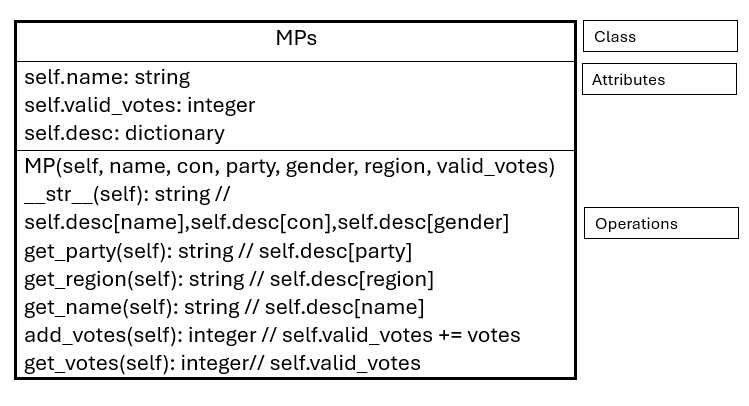 MPs
Class
self.name: string
self.valid_votes: integer
self.desc: dictionary
Attributes
MP(self, name, con, party, gender, region, valid_votes)
__str__(self): string //
self.desc[name],self.desc[con],self.desc[gender]
get_party(self): string // self.desc[party]
get_region(self): string // self.desc[region]
get_name(self): string // self.desc[name]
add_votes(self): integer // self.valid_votes += votes
get_votes(self): integer// self.valid_votes
Operations